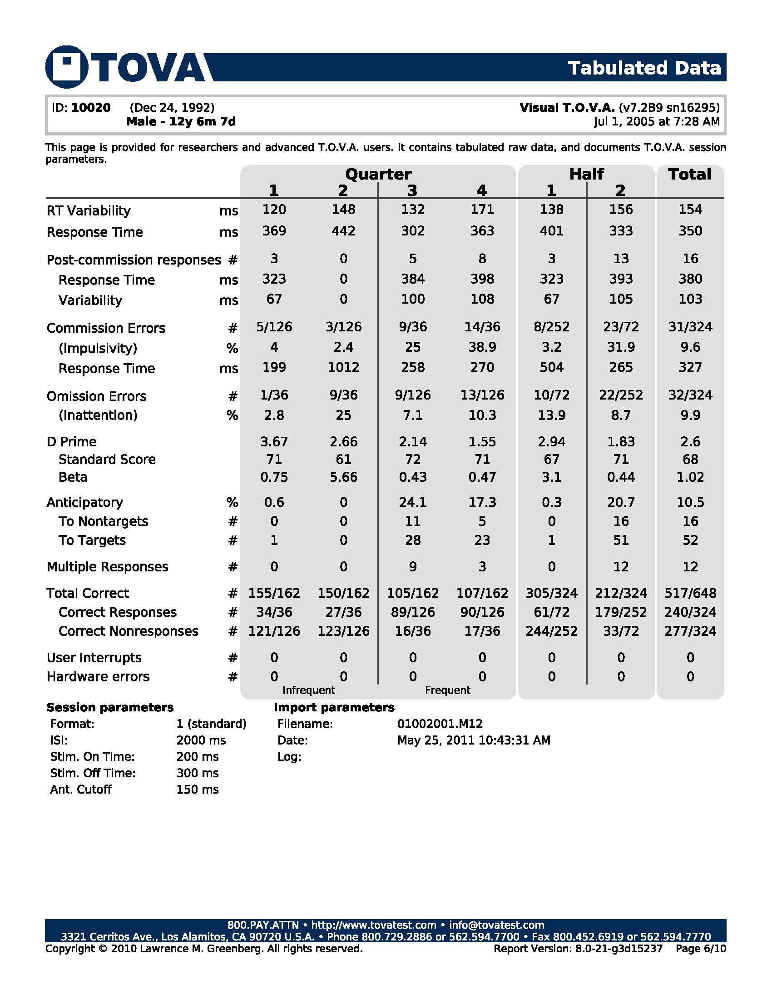 TOVA Tabulated Data
ID: 10020 (Dec 24, 1992) Visual T.O.V.A. (v7.2B9 sn16295)
Male - 12y 6m 7d Jul 1, 2005 at 7:28 AM
This page is provided for researchers and advanced T.O.V.A. users. It contains tabulated raw data, and documents T.O.V.A. session
parameters.
Quarter Half Total
1 2 3 4 1 2
RT Variability ms 120 148 132 171 138 156 154
Response Time ms 369 442 302 363 401 333 350
Post-commission responses # 3 0 5 8 3 13 16
Response Time ms 323 0 384 398 323 393 380
Variability ms 67 0 100 108 67 105 103
Commission Errors # 5/126 3/126 9/36 14/36 8/252 23/72 31/324
(Impulsivity) % 4 2.4 25 38.9 3.2 31.9 9.6
Response Time ms 199 1012 258 270 504 265 327
Omission Errors # 1/36 9/36 9/126 13/126 10/72 22/252 32/324
(Inattention) % 2.8 25 7.1 10.3 13.9 8.7 9.9
D Prime 3.67 2.66 2.14 1.55 2.94 1.83 2.6
Standard Score 71 61 72 71 67 71 68
Beta 0.75 5.66 0.43 0.47 3.1 0.44 1.02
Anticipatory % 0.6 0 24.1 17.3 0.3 20.7 10.5
To Nontargets # 0 0 11 5 0 16 16
To Targets # 1 0 28 23 1 51 52
Multiple Responses # 0 0 9 3 0 12 12
Total Correct # 155/162 150/162 105/162 107/162 305/324 212/324 517/648
Correct Responses # 34/36 27/36 89/126 90/126 61/72 179/252 240/324
Correct Nonresponses # 121/126 123/126 16/36 17/36 244/252 33/72 277/324
User Interrupts # 0 0 0 0 0 0 0
Hardware errors # 0 0 0 0 0 0 0
Infrequent Frequent
Session parameters Import parameters
Format: 1 (standard) Filename: 01002001.M12
ISI: 2000 ms Date: May 25, 2011 10:43:31 AM
Stim. On Time: 200 ms Log:
Stim. Off Time: 300 ms
Ant. Cutoff 150 ms
800.PAY.ATTN • http://www.tovatest.com • info@tovatest.com
3321 Cerritos Ave., Los Alamitos, CA 90720 U.S.A. • Phone 800.729.2886 or 562.594.7700 • Fax 800.452.6919 or 562.594.7770
Copyright © 2010 Lawrence M. Greenberg. All rights reserved. Report Version: 8.0-21-g3d15237 Page 6/10